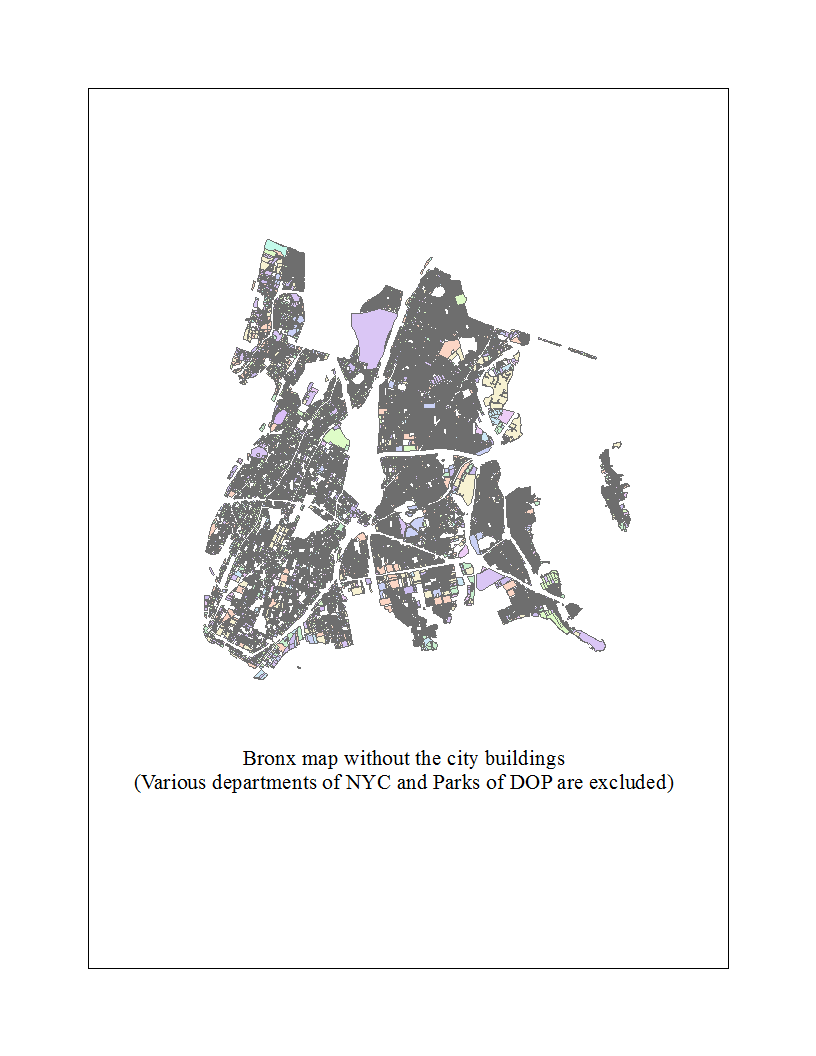 Bronx map without the city buildings
(Various departments of NYC and Parks of DOP are excluded)